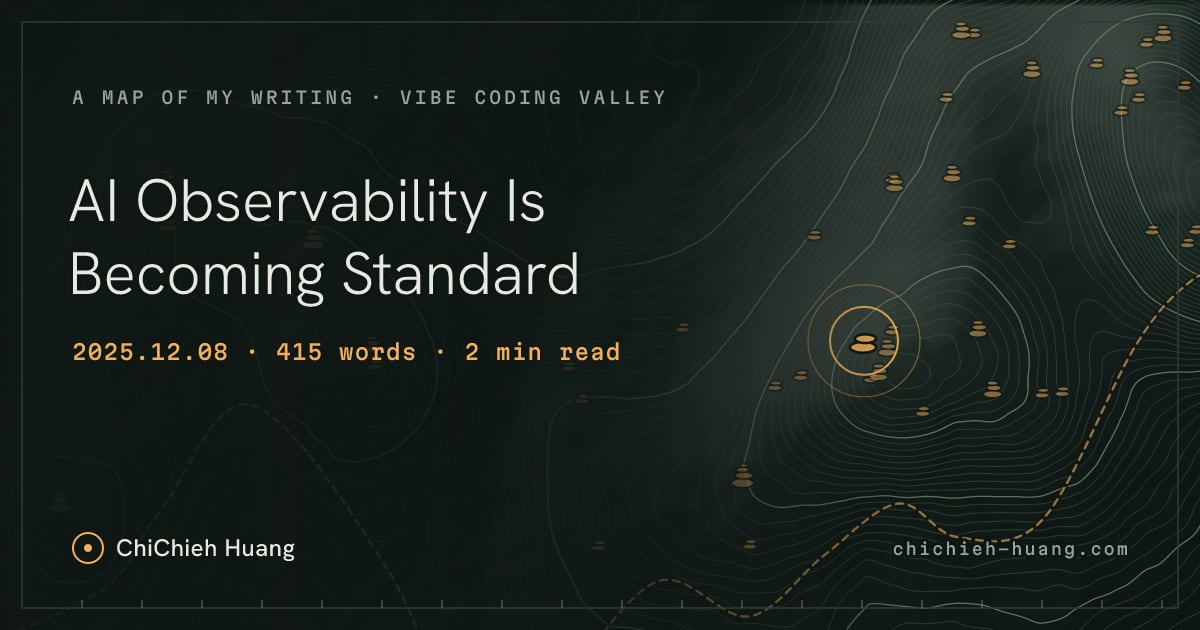 A MAP OF MY WRITING · VIBE CODING VALLEY
AI Observability Is
Becoming Standard
2025.12.08 · 415 words · 2 min read
ChiChieh Huang
chichieh-huang.com